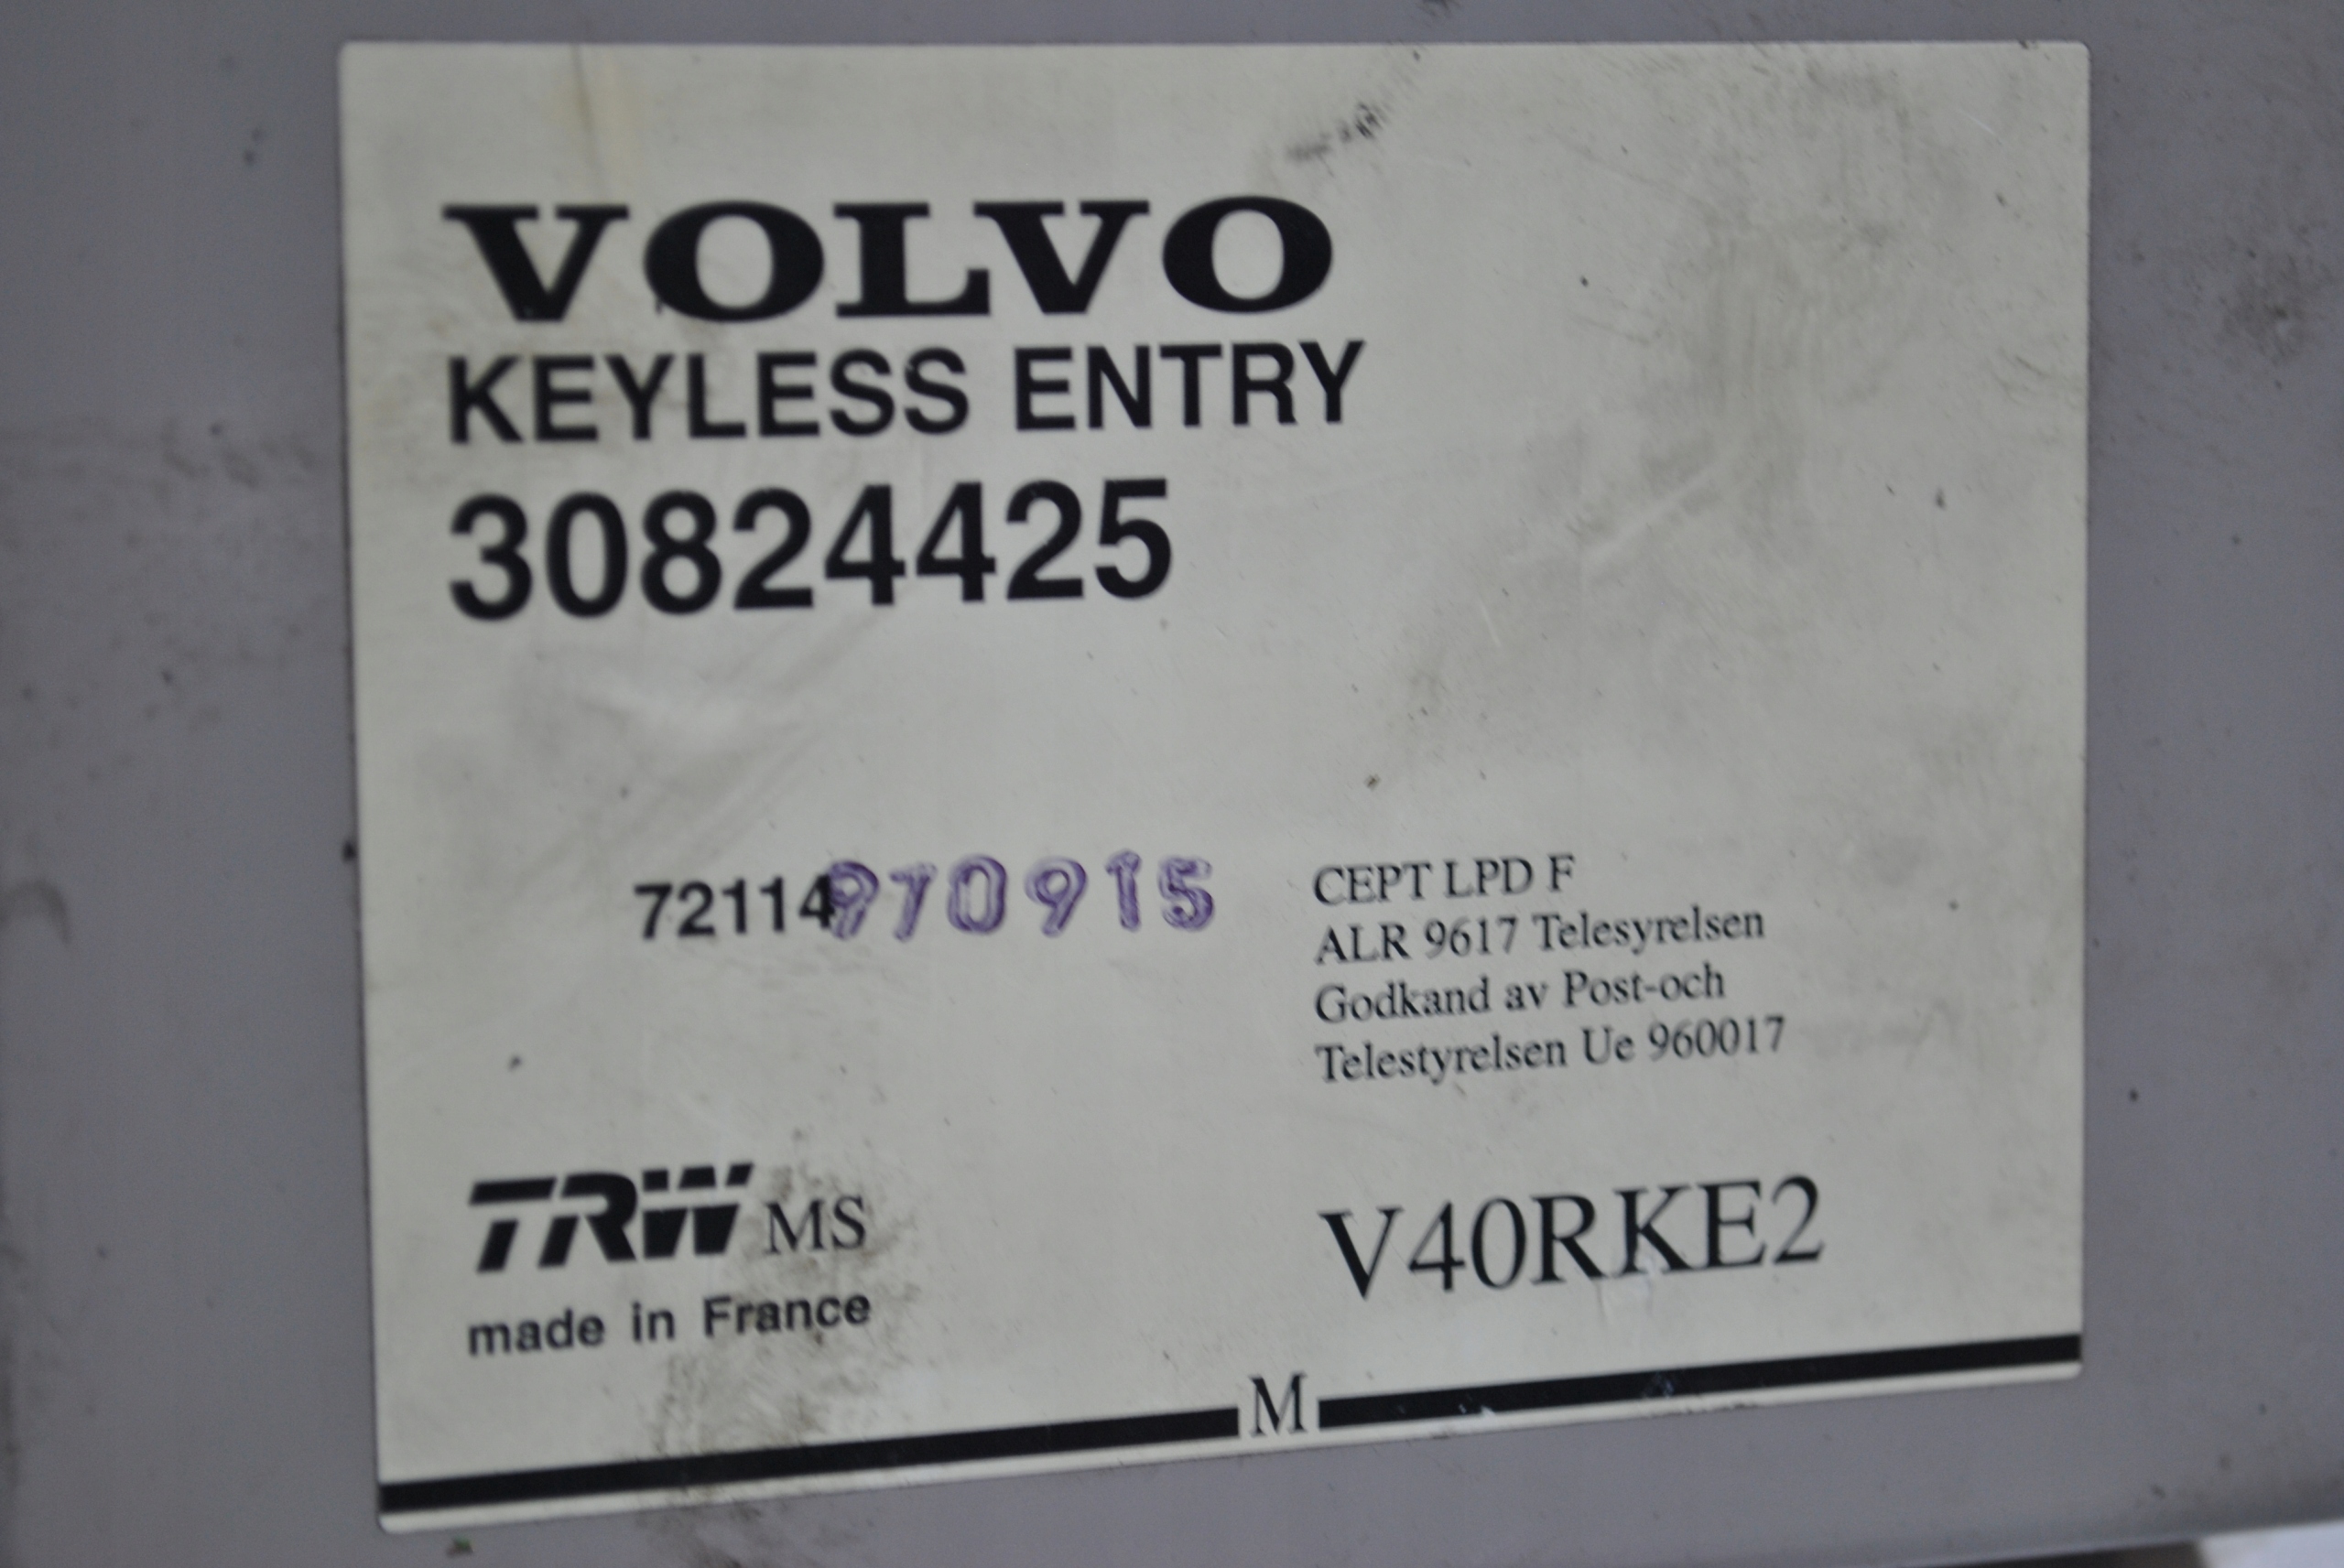 VOLVO
KEYLESS ENTRY
30824425
72114 970915
CEPT LPD F
ALR 9617 Telesyrelsen
Godkand av Post-och
Telestyrelsen Ue 960017
TRW MS
made in France
V40RKE2
M